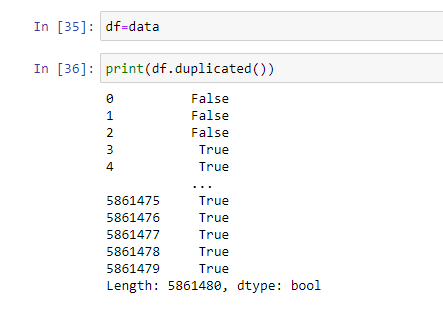 In [35]: df=data
In [36]: print(df.duplicated())
0          False
1          False
2          False
3           True
4           True
           ...
5861475     True
5861476     True
5861477     True
5861478     True
5861479     True
Length: 5861480, dtype: bool